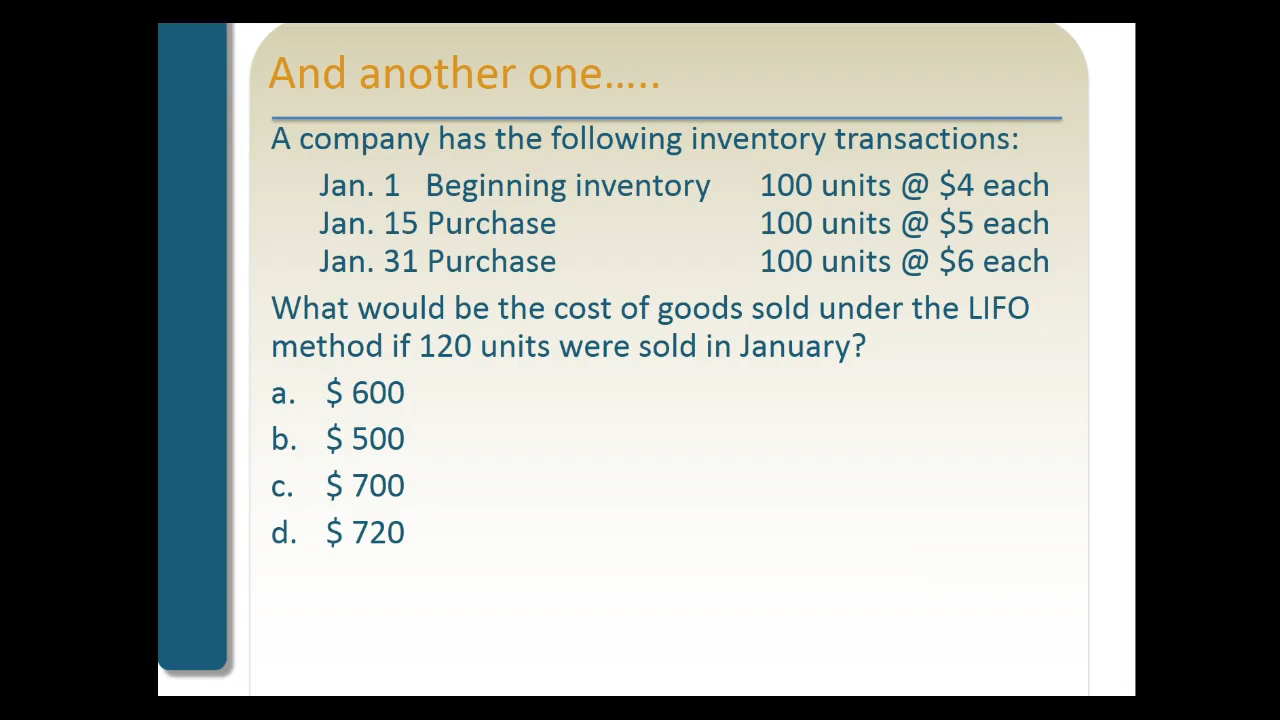 And another one…..
A company has the following inventory transactions:
Jan. 1 Beginning inventory 100 units @ $4 each
Jan. 15 Purchase 100 units @ $5 each
Jan. 31 Purchase 100 units @ $6 each
What would be the cost of goods sold under the LIFO
method if 120 units were sold in January?
a. $ 600
b. $ 500
c. $ 700
d. $ 720